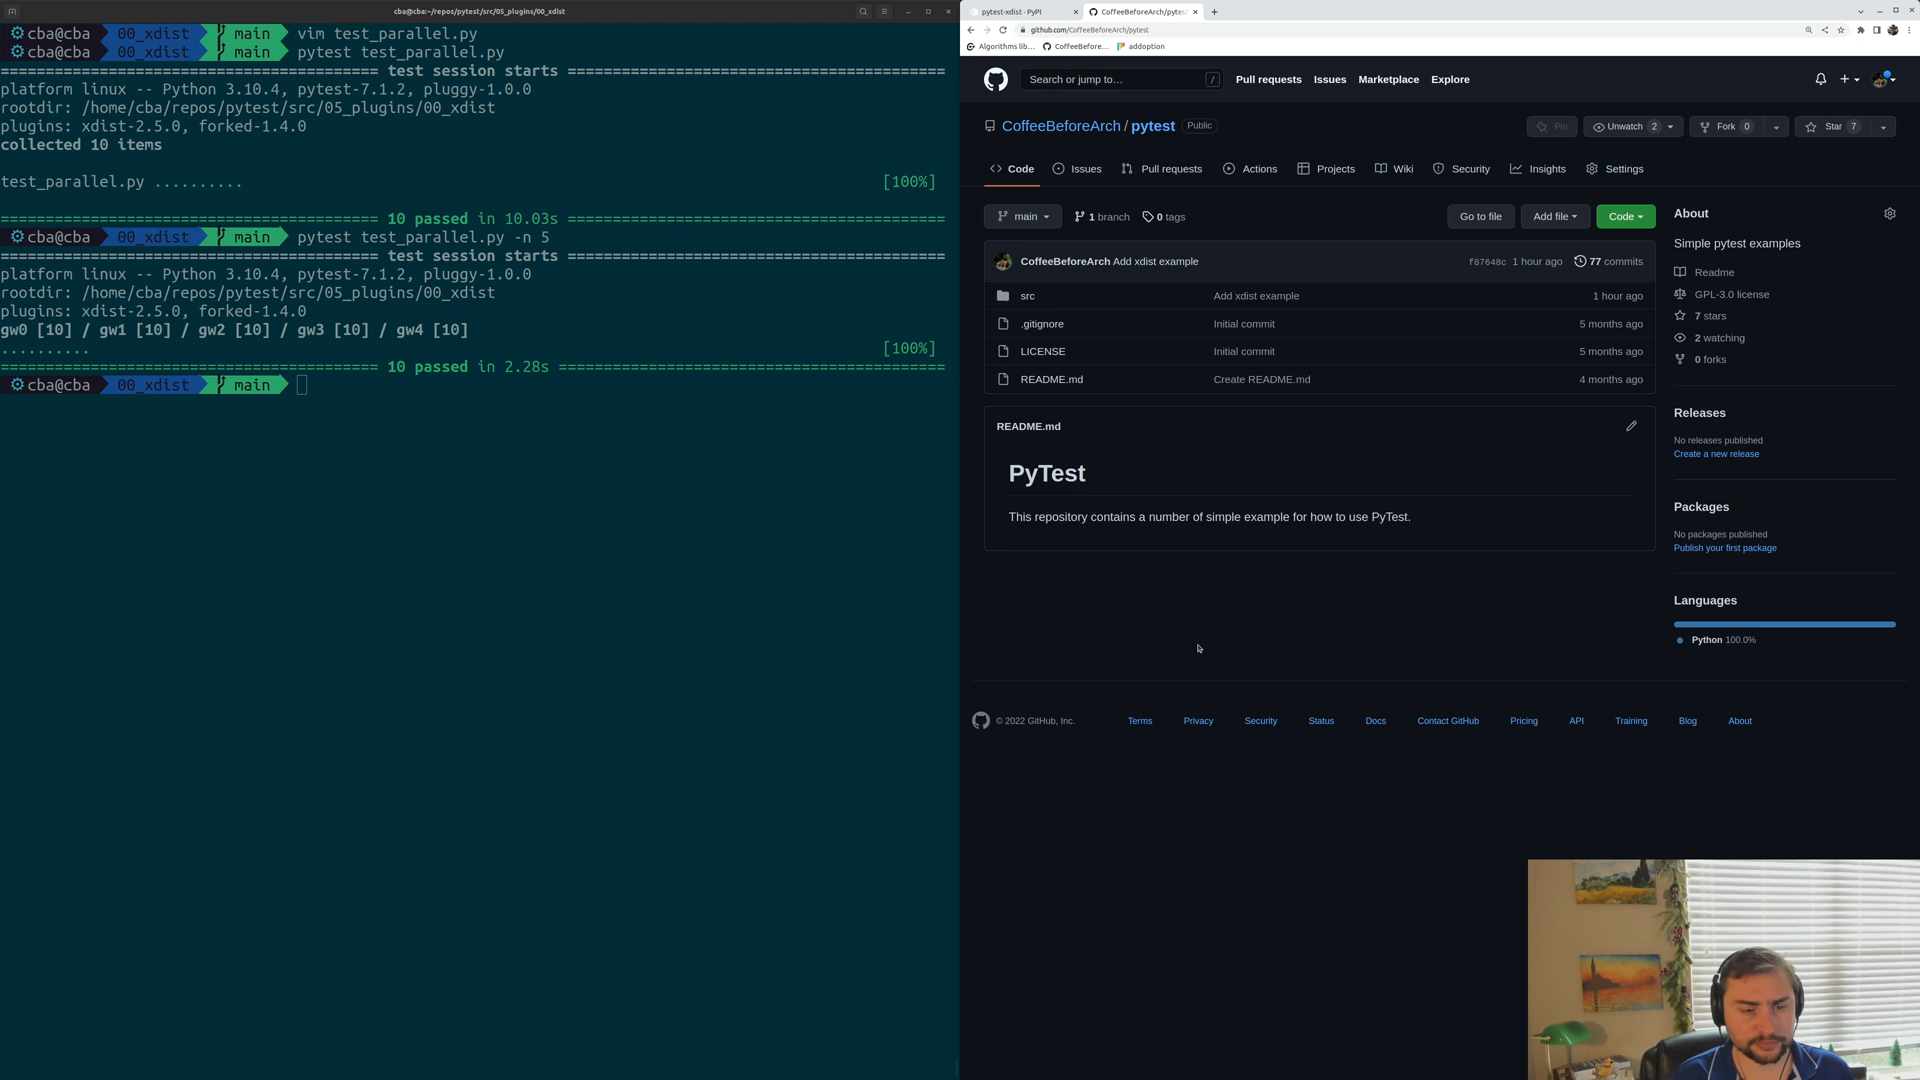 cba@cba:~/repos/pytest/src/05_plugins/00_xdist
cba@cba 00_xdist main vim test_parallel.py
cba@cba 00_xdist main pytest test_parallel.py
========================================== test session starts ==========================================
platform linux -- Python 3.10.4, pytest-7.1.2, pluggy-1.0.0
rootdir: /home/cba/repos/pytest/src/05_plugins/00_xdist
plugins: xdist-2.5.0, forked-1.4.0
collected 10 items
test_parallel.py .......... [100%]
========================================== 10 passed in 10.03s ==========================================
cba@cba 00_xdist main pytest test_parallel.py -n 5
========================================== test session starts ==========================================
platform linux -- Python 3.10.4, pytest-7.1.2, pluggy-1.0.0
rootdir: /home/cba/repos/pytest/src/05_plugins/00_xdist
plugins: xdist-2.5.0, forked-1.4.0
gw0 [10] / gw1 [10] / gw2 [10] / gw3 [10] / gw4 [10]
.......... [100%]
========================================== 10 passed in 2.28s ===========================================
cba@cba 00_xdist main
pytest-xdist · PyPI CoffeeBeforeArch/pytes
github.com/CoffeeBeforeArch/pytest
Algorithms lib... CoffeeBefore... addoption
Search or jump to… / Pull requests Issues Marketplace Explore
CoffeeBeforeArch / pytest Public Pin Unwatch 2 Fork 0 Star 7
Code Issues Pull requests Actions Projects Wiki Security Insights Settings
main 1 branch 0 tags Go to file Add file Code
CoffeeBeforeArch Add xdist example f87648c 1 hour ago 77 commits
src Add xdist example 1 hour ago
.gitignore Initial commit 5 months ago
LICENSE Initial commit 5 months ago
README.md Create README.md 4 months ago
README.md
PyTest
This repository contains a number of simple example for how to use PyTest.
About
Simple pytest examples
Readme
GPL-3.0 license
7 stars
2 watching
0 forks
Releases
No releases published
Create a new release
Packages
No packages published
Publish your first package
Languages
Python 100.0%
© 2022 GitHub, Inc. Terms Privacy Security Status Docs Contact GitHub Pricing API Training Blog About